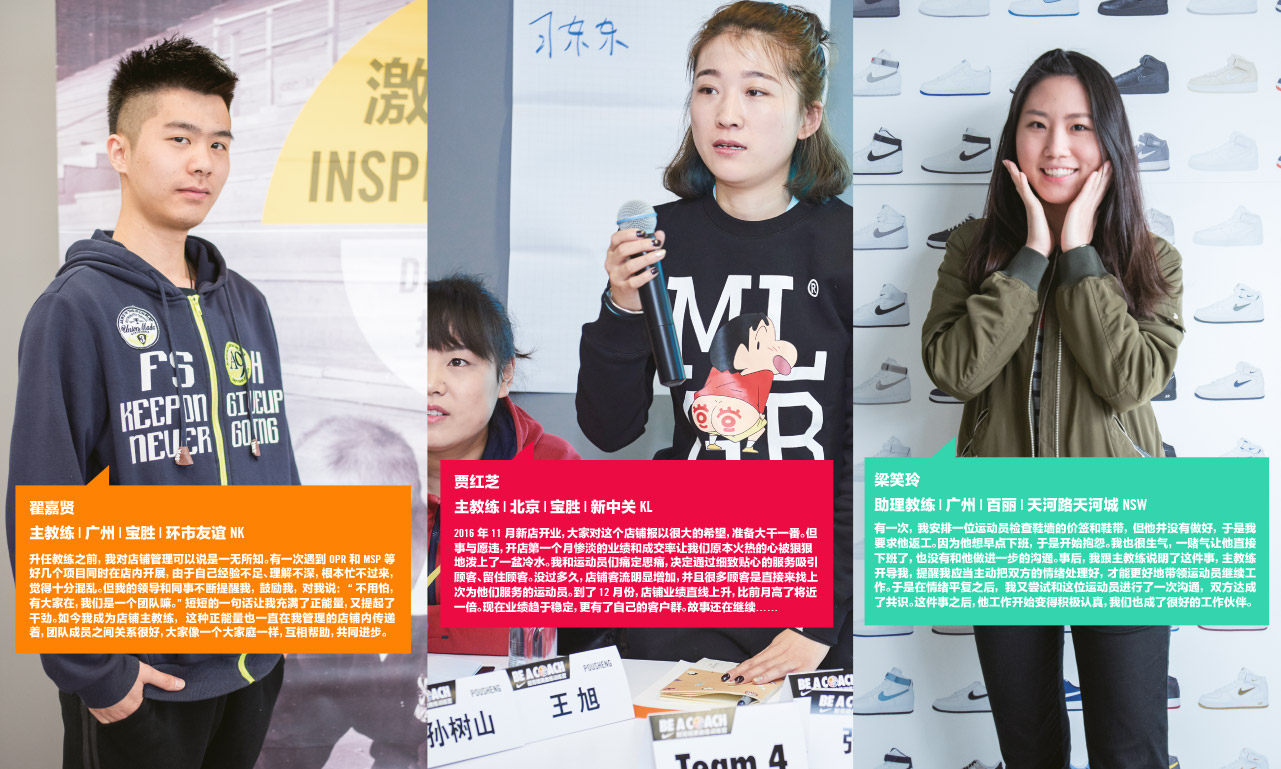 激
INSPI
Union Made
FS H
KEEP ON GIVE UP
NEVER GOING
翟嘉贤
主教练 | 广州 | 宝胜 | 环市友谊 NK
升任教练之前，我对店铺管理可以说是一无所知。有一次遇到 OPR 和 MSP 等
好几个项目同时在店内开展，由于自己经验不足、理解不深，根本忙不过来，
觉得十分混乱。但我的领导和同事不断提醒我，鼓励我，对我说：“ 不用怕，
有大家在，我们是一个团队嘛。” 短短的一句话让我充满了正能量，又提起了
干劲。如今我成为店铺主教练，这种正能量也一直在我管理的店铺内传递
着，团队成员之间关系很好，大家像一个大家庭一样，互相帮助，共同进步。
习东东
ML
®
贾红芝
主教练 | 北京 | 宝胜 | 新中关 KL
2016 年 11 月新店开业，大家对这个店铺报以很大的希望，准备大干一番。但
事与愿违，开店第一个月惨淡的业绩和成交率让我们原本火热的心被狠狠
地泼上了一盆冷水。我和运动员们痛定思痛，决定通过细致贴心的服务吸引
顾客、留住顾客。没过多久，店铺客流明显增加，并且很多顾客是直接来找上
次为他们服务的运动员。到了 12 月份，店铺业绩直线上升，比前月高了将近
一倍。现在业绩趋于稳定，更有了自己的客户群。故事还在继续……
POUSHENG
孙树山
BE A COACH
POUSHENG
王旭
BE A COACH
Team 4
BE A COACH
梁笑玲
助理教练 | 广州 | 百丽 | 天河路天河城 NSW
有一次，我安排一位运动员检查鞋墙的价签和鞋带，但他并没有做好，于是我
要求他返工。因为他想早点下班，于是开始抱怨。我也很生气，一赌气让他直接
下班了，也没有和他做进一步的沟通。事后，我跟主教练说明了这件事，主教练
开导我，提醒我应当主动把双方的情绪处理好，才能更好地带领运动员继续工
作。于是在情绪平复之后，我又尝试和这位运动员进行了一次沟通，双方达成
了共识。这件事之后，他工作开始变得积极认真，我们也成了很好的工作伙伴。